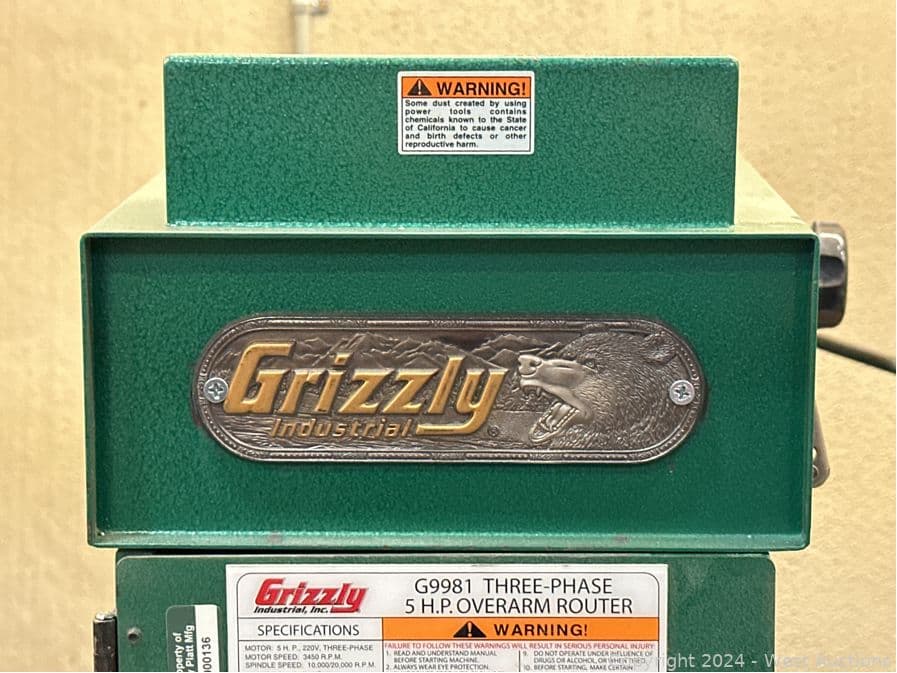 WARNING!
Some dust created by using
power tools contains
chemicals known to the State
of California to cause cancer
and birth defects or other
reproductive harm.
Grizzly
Industrial
®
Grizzly
Industrial, Inc.
G9981 THREE-PHASE
5 H.P. OVERARM ROUTER
SPECIFICATIONS
MOTOR: 5 H.P., 220V, THREE-PHASE
MOTOR SPEED: 3450 R.P.M.
SPINDLE SPEED: 10,000/20,000 R.P.M.
WARNING!
FAILURE TO FOLLOW THESE WARNINGS WILL RESULT IN SERIOUS PERSONAL INJURY:
1. READ AND UNDERSTAND MANUAL
BEFORE STARTING MACHINE.
2. ALWAYS WEAR EYE PROTECTION.
9. DO NOT OPERATE UNDER INFLUENCE OF
DRUGS OR ALCOHOL, OR WHEN TIRED.
10. BEFORE STARTING, MAKE CERTAIN
Platt Mfg
000136
2024 - West Auctions